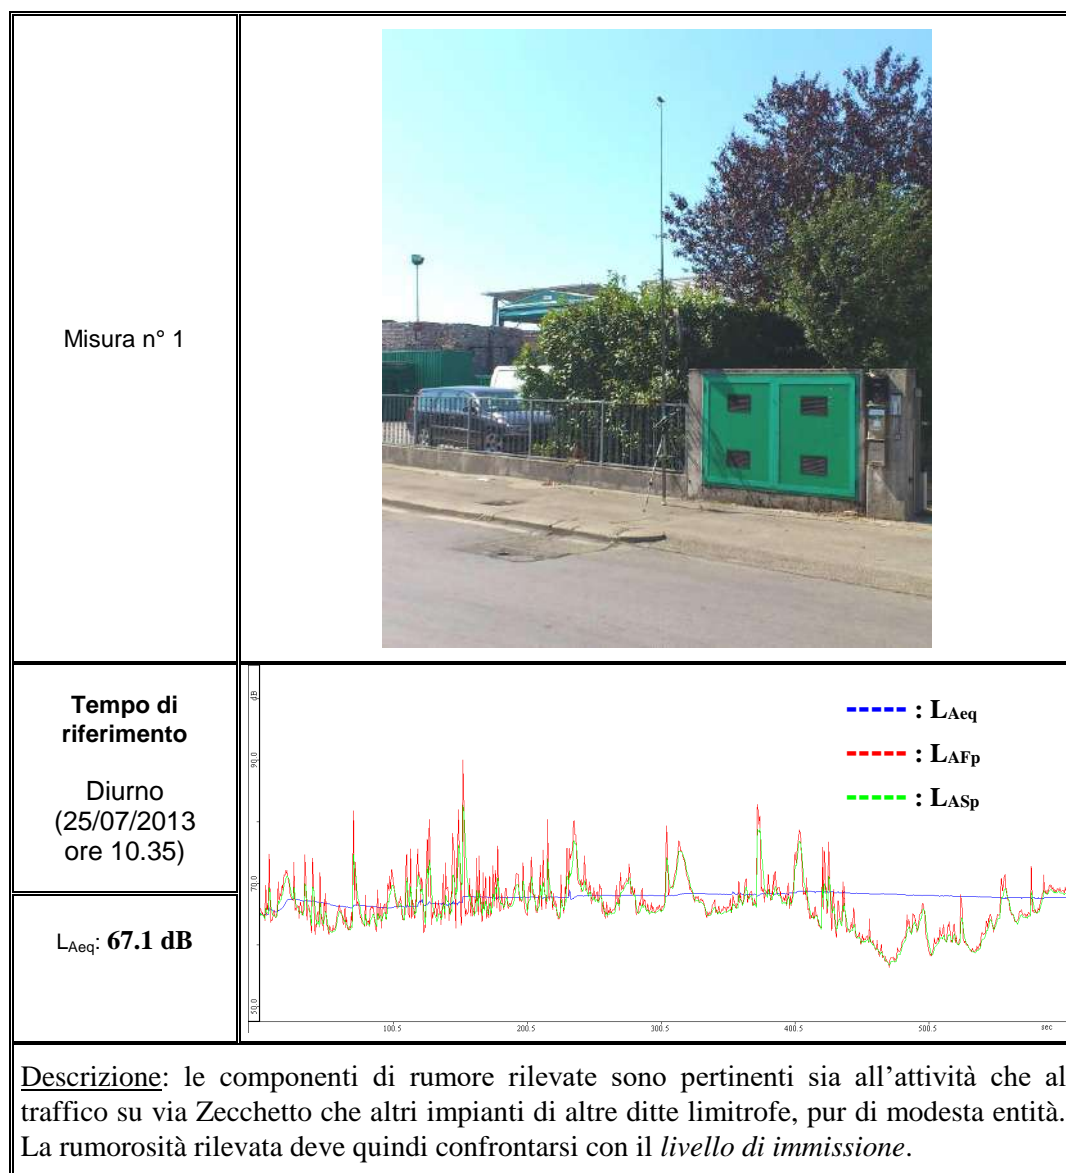 Misura n° 1
Tempo di
riferimento
Diurno
(25/07/2013
ore 10.35)
LAeq: 67.1 dB
dB
90.0
70.0
50.0
----- : LAeq
----- : LAFp
----- : LASp
100.5 200.5 300.5 400.5 500.5 sec
Descrizione: le componenti di rumore rilevate sono pertinenti sia all'attività che al
traffico su via Zecchetto che altri impianti di altre ditte limitrofe, pur di modesta entità.
La rumorosità rilevata deve quindi confrontarsi con il livello di immissione.